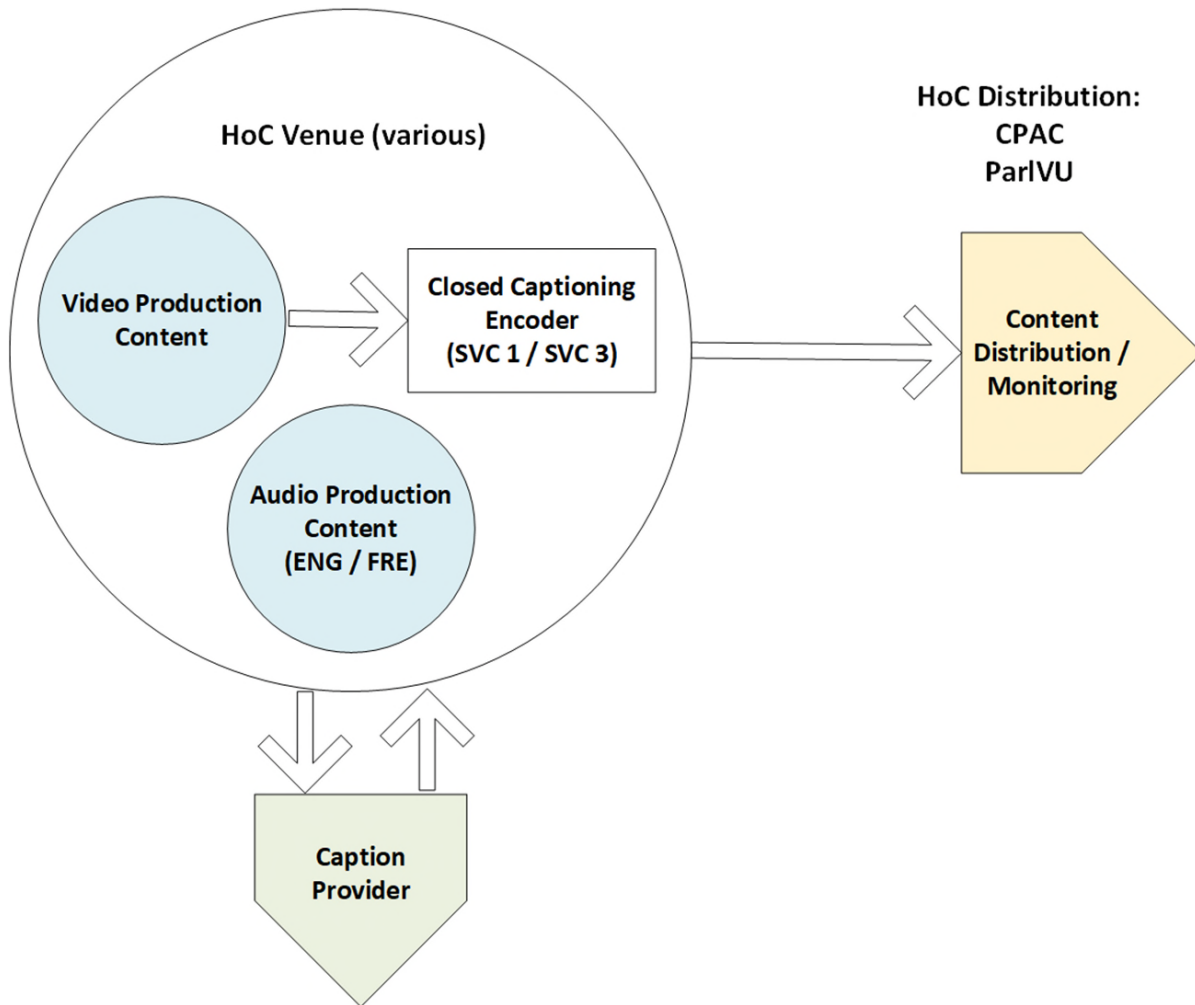 HoC Venue (various)
HoC Distribution:
CPAC
ParlVU
Video Production
Content
Closed Captioning
Encoder
(SVC 1 / SVC 3)
Content
Distribution /
Monitoring
Audio Production
Content
(ENG / FRE)
Caption
Provider